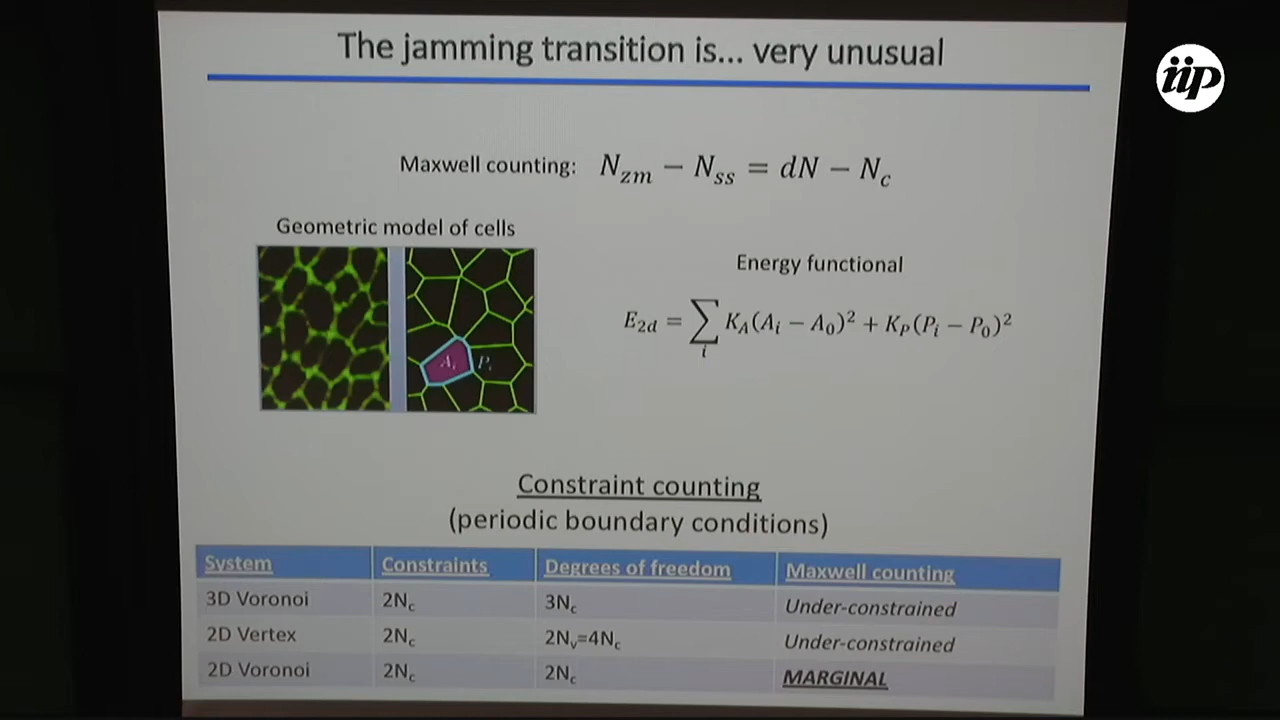 The jamming transition is... very unusual
iip
Maxwell counting: N_zm − N_ss = dN − N_c
Geometric model of cells
Energy functional
E_2d = ∑_i K_A(A_i − A_0)² + K_P(P_i − P_0)²
A_i P_i
Constraint counting
(periodic boundary conditions)
System Constraints Degrees of freedom Maxwell counting
3D Voronoi 2N_c 3N_c Under-constrained
2D Vertex 2N_c 2N_v=4N_c Under-constrained
2D Voronoi 2N_c 2N_c MARGINAL